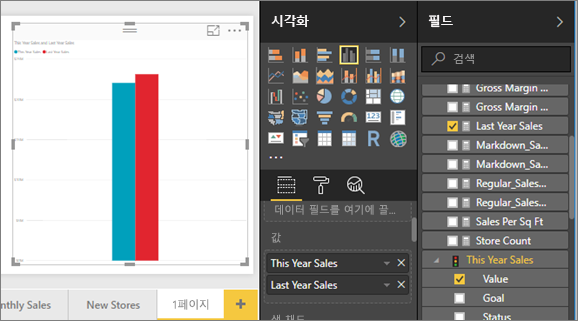 This Year Sales and Last Year Sales
This Year Sales Last Year Sales
nthly Sales
New Stores
1페이지
+
시각화
R
데이터 필드를 여기에 끌...
값
This Year Sales
Last Year Sales
색 채도
필드
검색
Gross Margin ...
Gross Margin ...
Last Year Sales
Markdown_Sa...
Markdown_Sa...
Regular_Sales...
Regular_Sales...
Sales Per Sq Ft
Store Count
This Year Sales
Value
Goal
Status